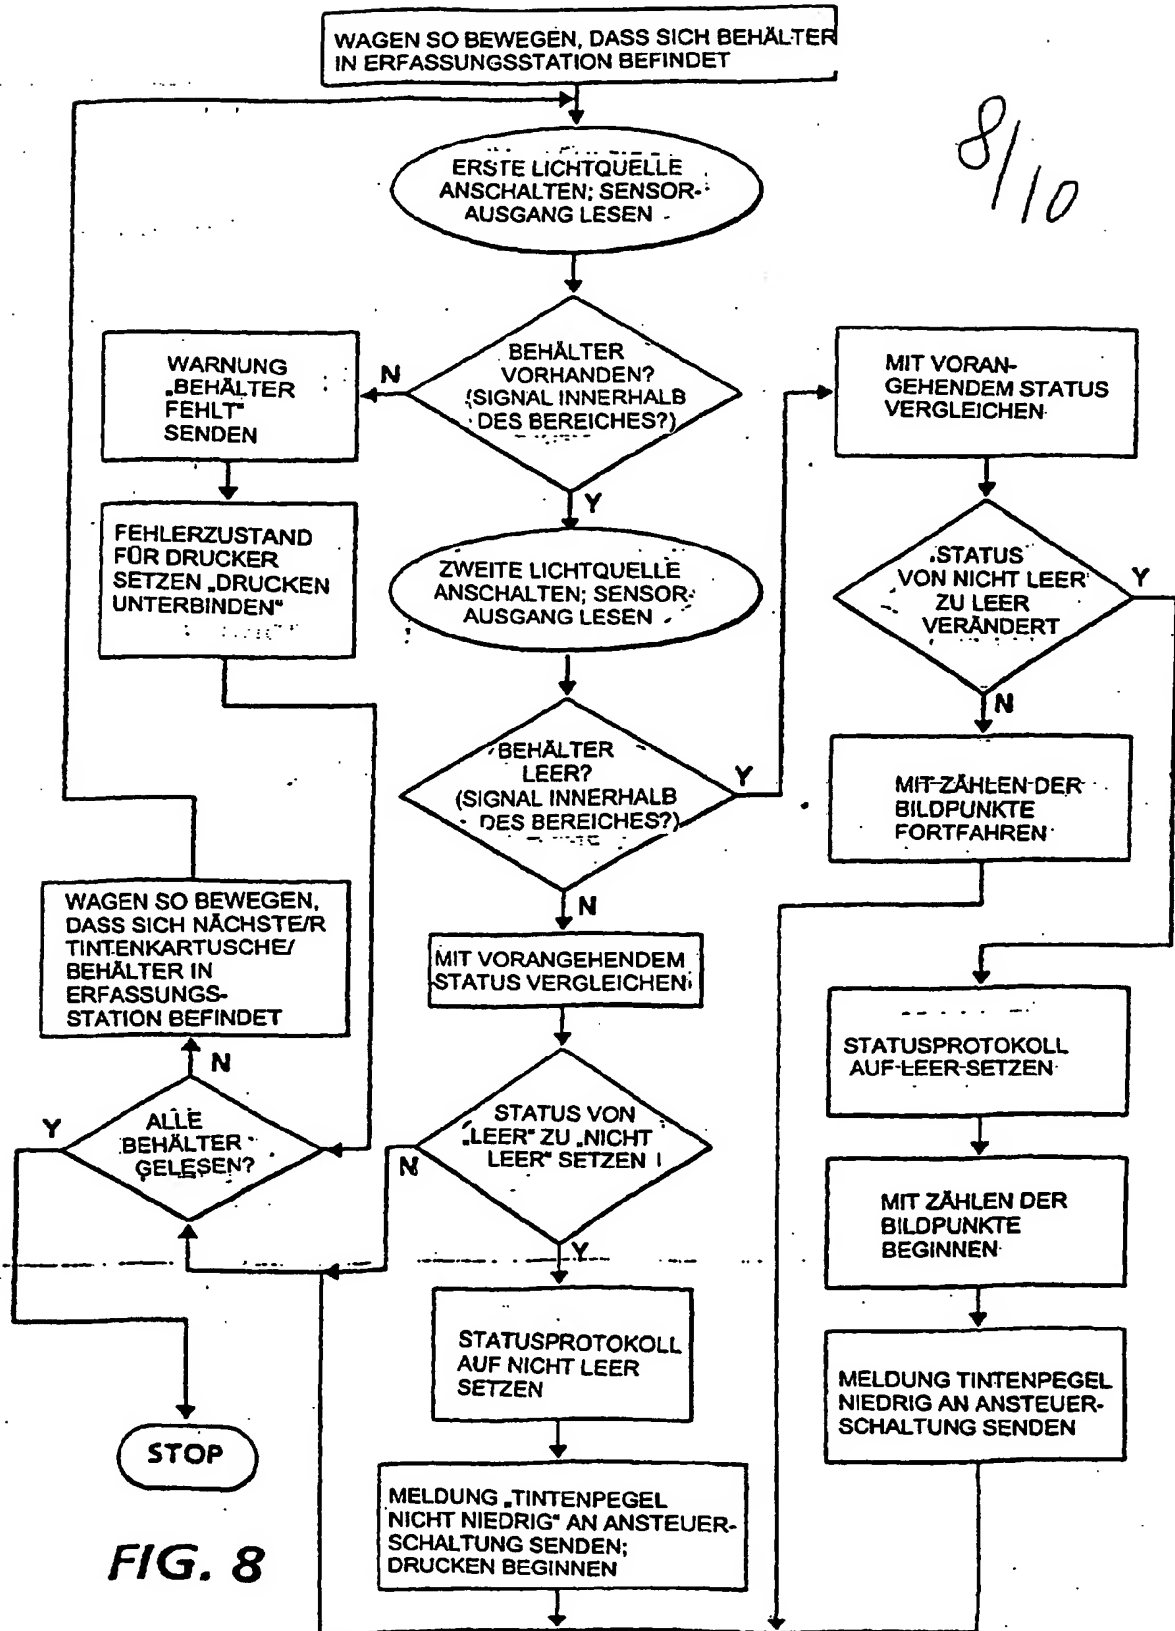 WAGEN SO BEWEGEN, DASS SICH BEHÄLTER
IN ERFASSUNGSSTATION BEFINDET
8/10
ERSTE LICHTQUELLE
ANSCHALTEN; SENSOR-
AUSGANG LESEN
BEHÄLTER
VORHANDEN?
(SIGNAL INNERHALB
DES BEREICHES?)
N
Y
WARNUNG
„BEHÄLTER
FEHLT“
SENDEN
FEHLERZUSTAND
FÜR DRUCKER
SETZEN „DRUCKEN
UNTERBINDEN“
ZWEITE LICHTQUELLE
ANSCHALTEN; SENSOR-
AUSGANG LESEN
BEHÄLTER
LEER?
(SIGNAL INNERHALB
DES BEREICHES?)
Y
N
MIT VORAN-
GEHENDEM STATUS
VERGLEICHEN
STATUS
VON NICHT LEER
ZU LEER
VERÄNDERT
Y
N
MIT ZÄHLEN DER
BILDPUNKTE
FORTFAHREN
STATUSPROTOKOLL
AUF LEER SETZEN
MIT ZÄHLEN DER
BILDPUNKTE
BEGINNEN
MELDUNG TINTENPEGEL
NIEDRIG AN ANSTEUER-
SCHALTUNG SENDEN
MIT VORANGEHENDEM
STATUS VERGLEICHEN
STATUS VON
„LEER“ ZU „NICHT
LEER“ SETZEN
N
Y
STATUSPROTOKOLL
AUF NICHT LEER
SETZEN
MELDUNG „TINTENPEGEL
NICHT NIEDRIG“ AN ANSTEUER-
SCHALTUNG SENDEN;
DRUCKEN BEGINNEN
WAGEN SO BEWEGEN,
DASS SICH NÄCHSTE/R
TINTENKARTUSCHE/
BEHÄLTER IN
ERFASSUNGS-
STATION BEFINDET
N
Y
ALLE
BEHÄLTER
GELESEN?
STOP
FIG. 8